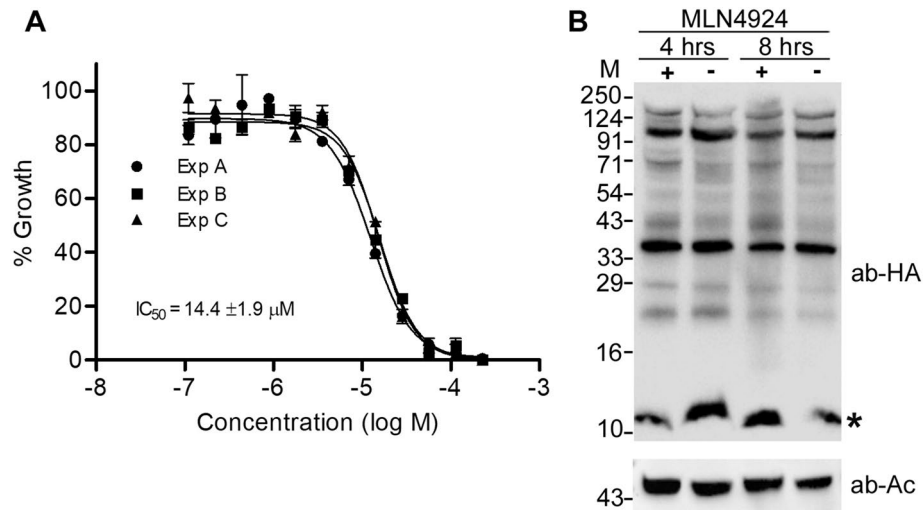 A
100
80
60
40
20
0
% Growth
Exp A
Exp B
Exp C
IC50 = 14.4 ±1.9 µM
-8 -7 -6 -5 -4 -3
Concentration (log M)
B
MLN4924
4 hrs 8 hrs
M + - + -
250-
124-
91-
71-
54-
43-
33-
29-
16-
10-
ab-HA
*
43-
ab-Ac